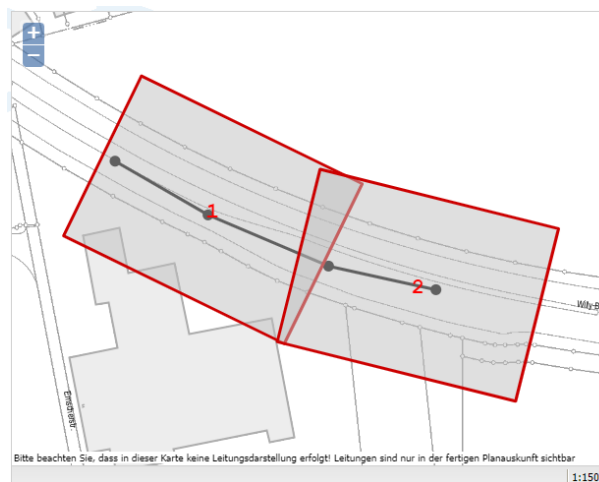 +
−
1
2
Willy B
Emscherstr.
Bitte beachten Sie, dass in dieser Karte keine Leitungsdarstellung erfolgt! Leitungen sind nur in der fertigen Planauskunft sichtbar
1:150